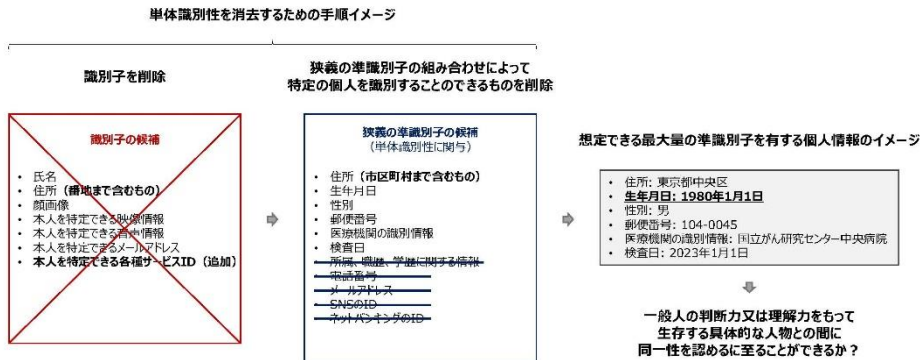 単体識別性を消去するための手順イメージ
識別子を削除
狭義の準識別子の組み合わせによって
特定の個人を識別することのできるものを削除
識別子の候補
• 氏名
• 住所（番地まで含むもの）
• 顔画像
• 本人を特定できる映像情報
• 本人を特定できる音声情報
• 本人を特定できるメールアドレス
• 本人を特定できる各種サービスID（追加）
狭義の準識別子の候補
（単体識別性に関与）
• 住所（市区町村まで含むもの）
• 生年月日
• 性別
• 郵便番号
• 医療機関の識別情報
• 検査日
• 所属、職歴、学歴に関する情報
• 電話番号
• メールアドレス
• SNSのID
• ネットバンキングのID
想定できる最大量の準識別子を有する個人情報のイメージ
• 住所: 東京都中央区
• 生年月日: 1980年1月1日
• 性別: 男
• 郵便番号: 104-0045
• 医療機関の識別情報: 国立がん研究センター中央病院
• 検査日: 2023年1月1日
一般人の判断力又は理解力をもって
生存する具体的な人物との間に
同一性を認めるに至ることができるか？